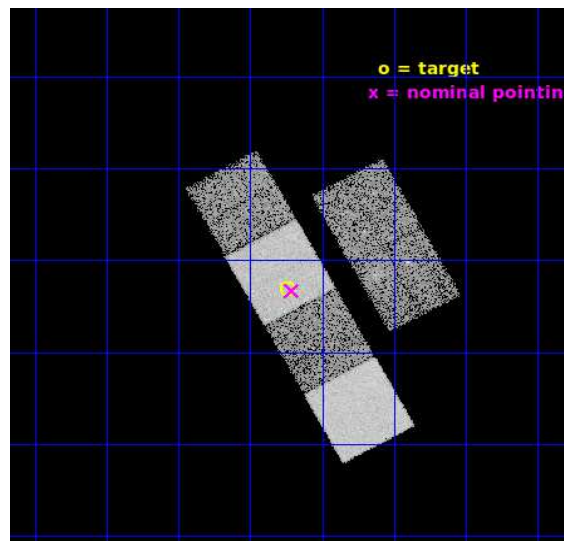 o = target
x = nominal pointin